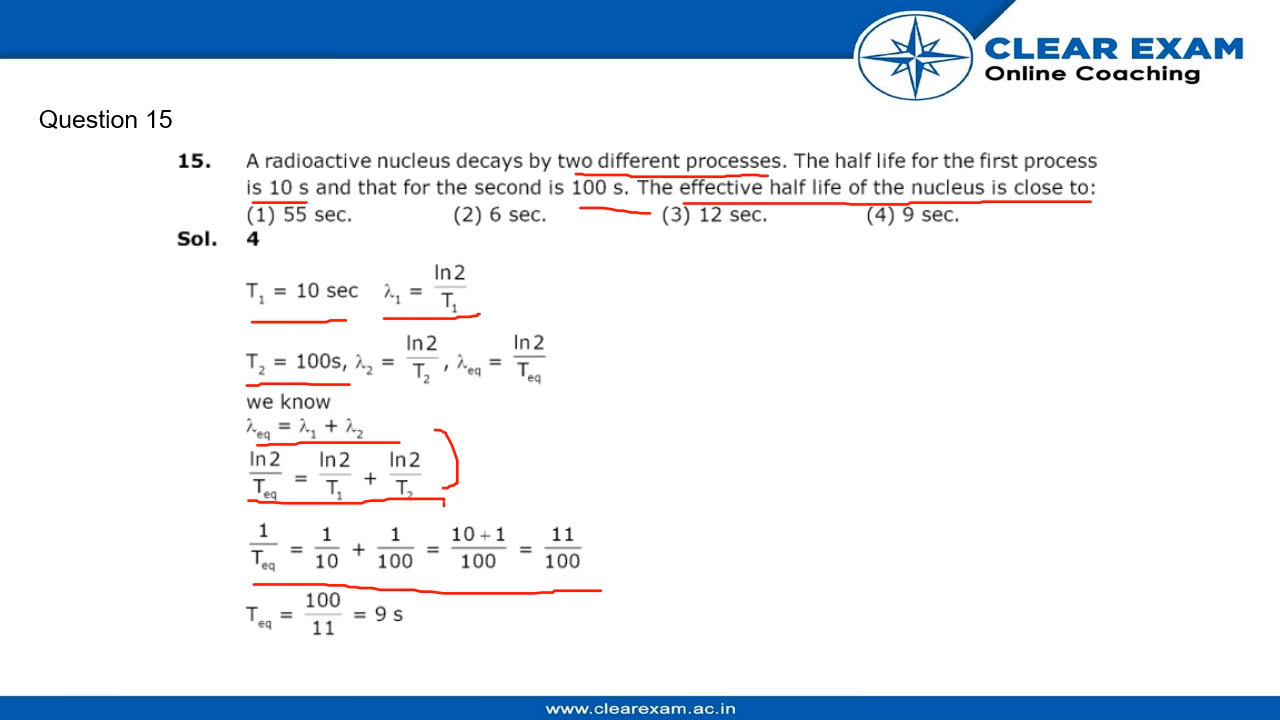 CLEAR EXAM
Online Coaching
Question 15
15. A radioactive nucleus decays by two different processes. The half life for the first process
is 10 s and that for the second is 100 s. The effective half life of the nucleus is close to:
(1) 55 sec. (2) 6 sec. (3) 12 sec. (4) 9 sec.
Sol. 4
T₁ = 10 sec λ₁ = ln2/T₁
T₂ = 100s, λ₂ = ln2/T₂, λeq = ln2/Teq
we know
λeq = λ₁ + λ₂
ln2/Teq = ln2/T₁ + ln2/T₂
1/Teq = 1/10 + 1/100 = 10+1/100 = 11/100
Teq = 100/11 = 9 s
www.clearexam.ac.in